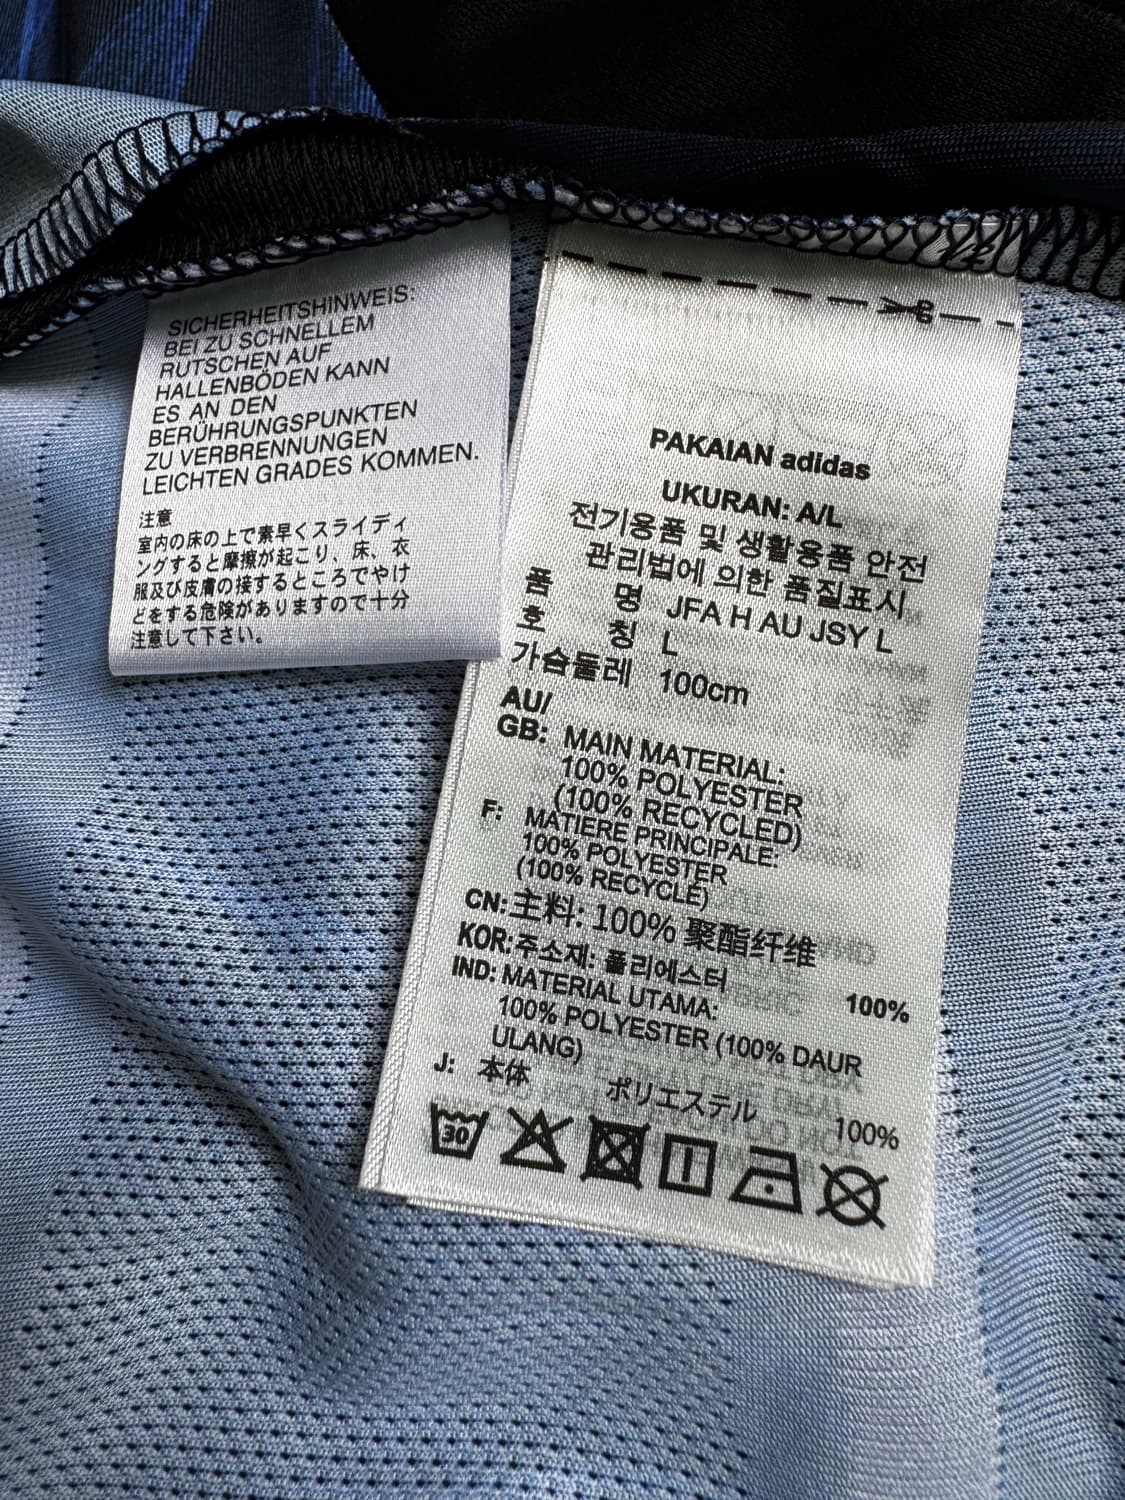 SICHERHEITSHINWEIS:
BEI ZU SCHNELLEM
RUTSCHEN AUF
HALLENBÖDEN KANN
ES AN DEN
BERÜHRUNGSPUNKTEN
ZU VERBRENNUNGEN
LEICHTEN GRADES KOMMEN.
注意
室内の床の上で素早くスライディ
ングすると摩擦が起こり、床、衣
服及び皮膚の接するところでやけ
どをする危険がありますので十分
注意して下さい。
PAKAIAN adidas
UKURAN: A/L
전기용품 및 생활용품 안전
관리법에 의한 품질표시
품 명 JFA H AU JSY L
호 칭 L
가슴둘레 100cm
AU/
GB: MAIN MATERIAL:
100% POLYESTER
(100% RECYCLED)
F: MATIERE PRINCIPALE:
100% POLYESTER
(100% RECYCLÉ)
CN: 主料: 100% 聚酯纤维
KOR: 주소재: 폴리에스터 100%
IND: MATERIAL UTAMA:
100% POLYESTER (100% DAUR
ULANG)
J: 本体 ポリエステル 100%
30